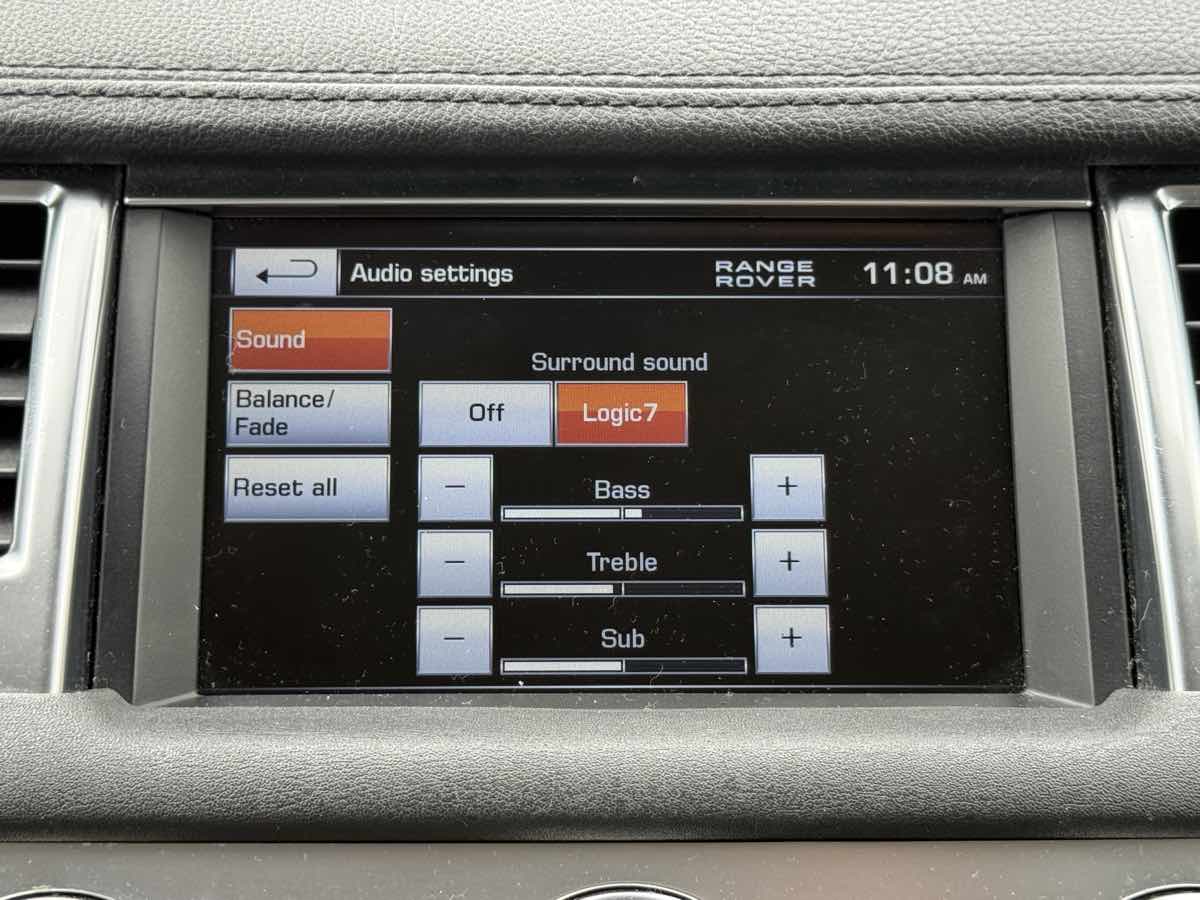 Audio settings
RANGE
ROVER
11:08 AM
Sound
Surround sound
Balance/
Fade
Off
Logic7
Reset all
−
Bass
+
−
Treble
+
−
Sub
+